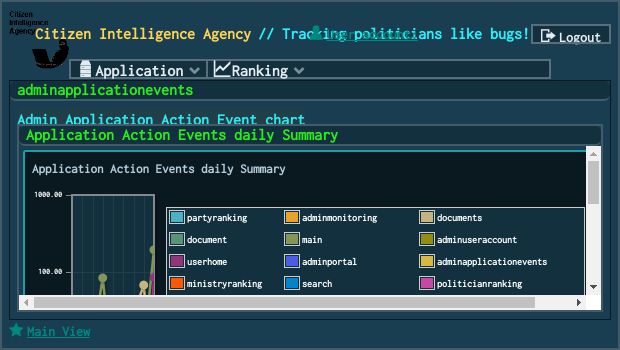 Citizen
Intelligence
Agency
Citizen Intelligence Agency // Tracking politicians like bugs!
Logout
Application
Ranking
adminapplicationevents
Admin Application Action Event chart
Application Action Events daily Summary
Application Action Events daily Summary
1000.00
100.00
partyranking adminmonitoring documents
document main adminuseraccount
userhome adminportal adminapplicationevents
ministryranking search politicianranking
Main View